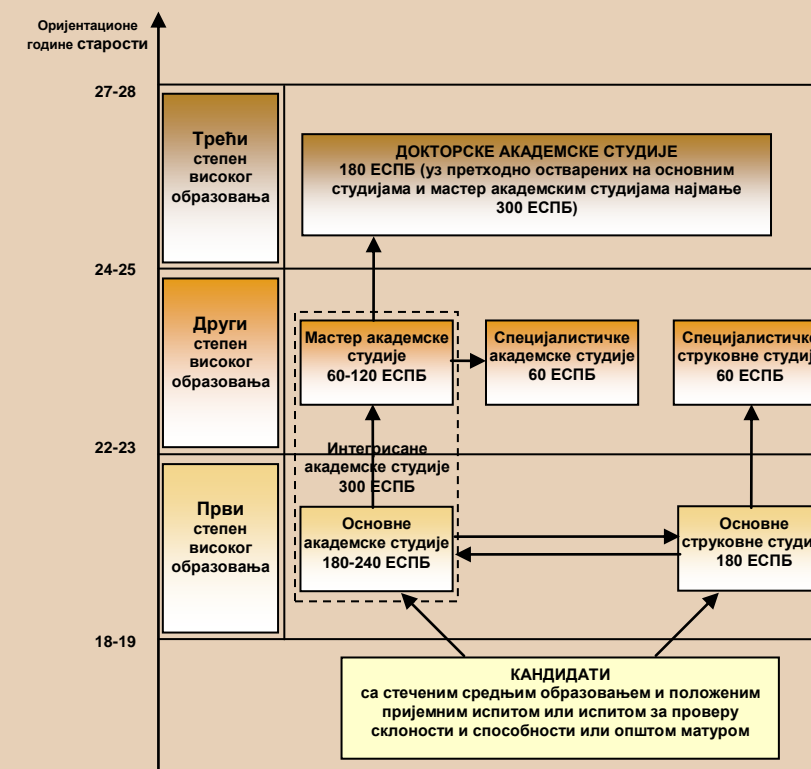 Оријентационе
године старости
27-28
Трећи
степен
високог
образовања
ДОКТОРСКЕ АКАДЕМСКЕ СТУДИЈЕ
180 ЕСПБ (уз претходно остварених на основним
студијама и мастер академским студијама најмање
300 ЕСПБ)
24-25
Други
степен
високог
образовања
Мастер академске
студије
60-120 ЕСПБ
Специјалистичке
академске студије
60 ЕСПБ
Специјалистичке
струковне студиј
60 ЕСПБ
22-23
Интегрисане
академске студије
300 ЕСПБ
Први
степен
високог
образовања
Основне
академске студије
180-240 ЕСПБ
Основне
струковне студи
180 ЕСПБ
18-19
КАНДИДАТИ
са стеченим средњим образовањем и положеним
пријемним испитом или испитом за проверу
склоности и способности или општом матуром